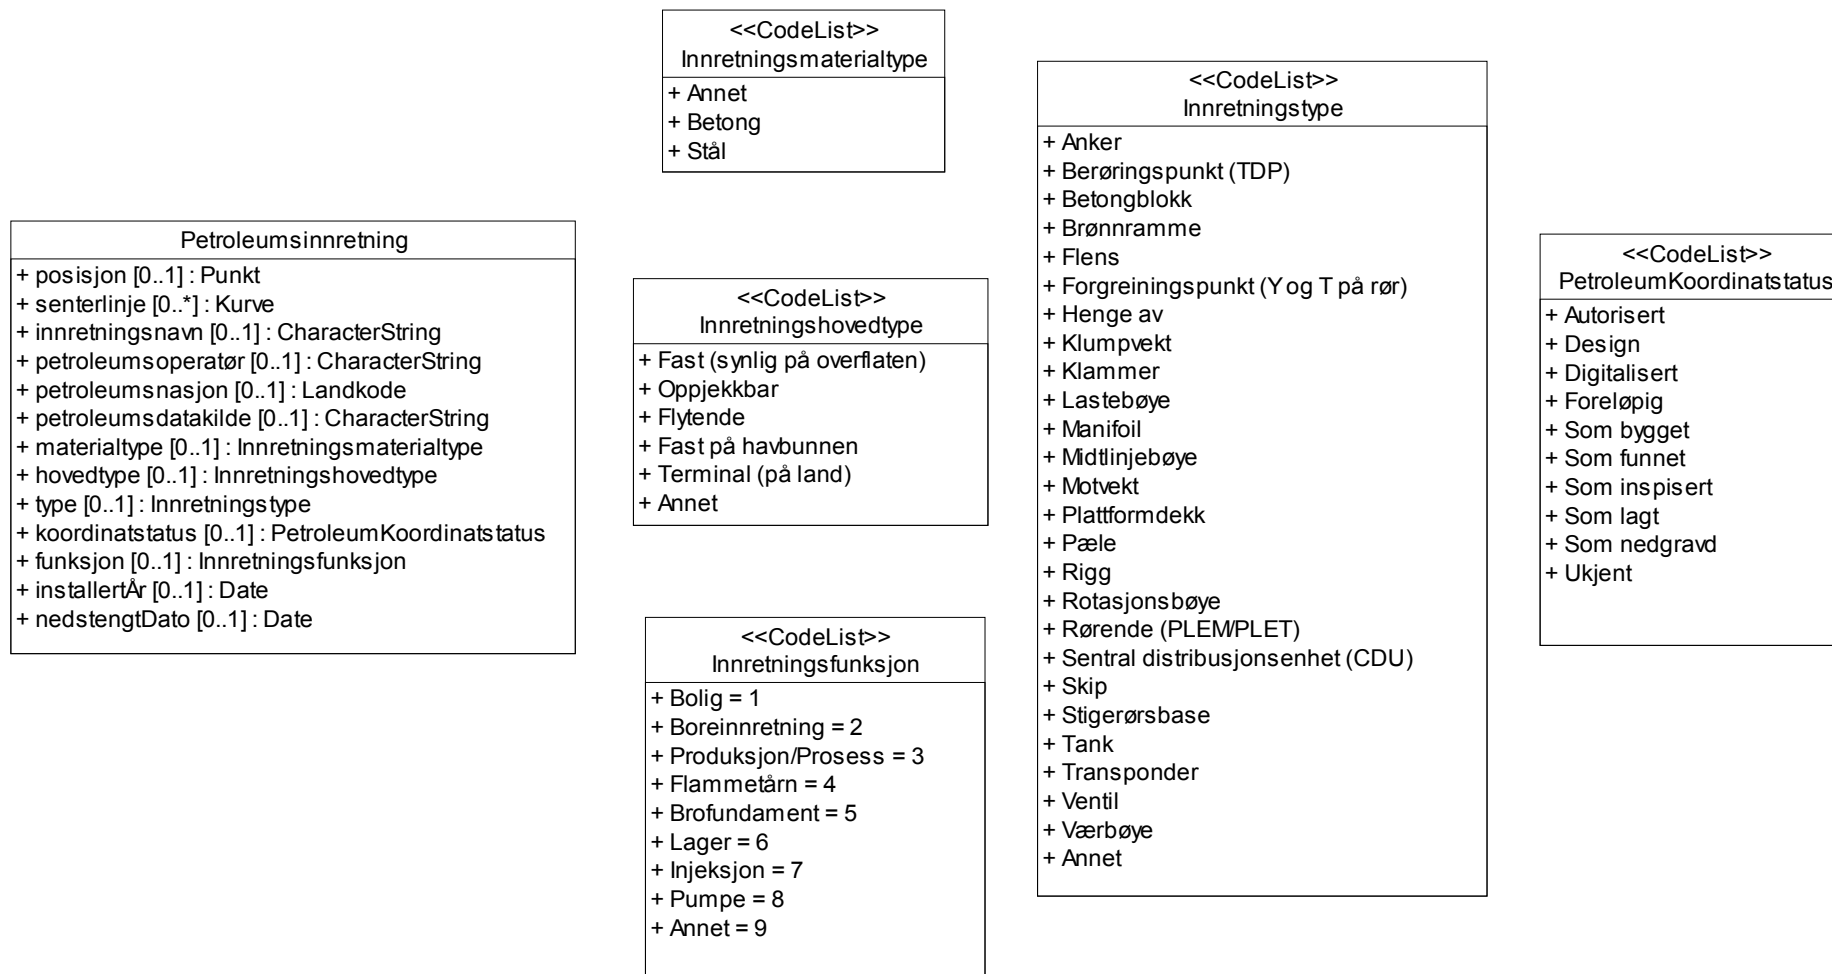 <<CodeList>>
Innretningsmaterialtype
+ Annet
+ Betong
+ Stål
Petroleumsinnretning
+ posisjon [0..1] : Punkt
+ senterlinje [0..*] : Kurve
+ innretningsnavn [0..1] : CharacterString
+ petroleumsoperatør [0..1] : CharacterString
+ petroleumsnasjon [0..1] : Landkode
+ petroleumsdatakilde [0..1] : CharacterString
+ materialtype [0..1] : Innretningsmaterialtype
+ hovedtype [0..1] : Innretningshovedtype
+ type [0..1] : Innretningstype
+ koordinatstatus [0..1] : PetroleumKoordinatstatus
+ funksjon [0..1] : Innretningsfunksjon
+ installertÅr [0..1] : Date
+ nedstengtDato [0..1] : Date
<<CodeList>>
Innretningshovedtype
+ Fast (synlig på overflaten)
+ Oppjekkbar
+ Flytende
+ Fast på havbunnen
+ Terminal (på land)
+ Annet
<<CodeList>>
Innretningsfunksjon
+ Bolig = 1
+ Boreinnretning = 2
+ Produksjon/Prosess = 3
+ Flammetårn = 4
+ Brofundament = 5
+ Lager = 6
+ Injeksjon = 7
+ Pumpe = 8
+ Annet = 9
<<CodeList>>
Innretningstype
+ Anker
+ Berøringspunkt (TDP)
+ Betongblokk
+ Brønnramme
+ Flens
+ Forgreiningspunkt (Y og T på rør)
+ Henge av
+ Klumpvekt
+ Klammer
+ Lastebøye
+ Manifoil
+ Midtlinjebøye
+ Motvekt
+ Plattformdekk
+ Pæle
+ Rigg
+ Rotasjonsbøye
+ Rørende (PLEM/PLET)
+ Sentral distribusjonsenhet (CDU)
+ Skip
+ Stigerørsbase
+ Tank
+ Transponder
+ Ventil
+ Værbøye
+ Annet
<<CodeList>>
PetroleumKoordinatstatus
+ Autorisert
+ Design
+ Digitalisert
+ Foreløpig
+ Som bygget
+ Som funnet
+ Som inspisert
+ Som lagt
+ Som nedgravd
+ Ukjent